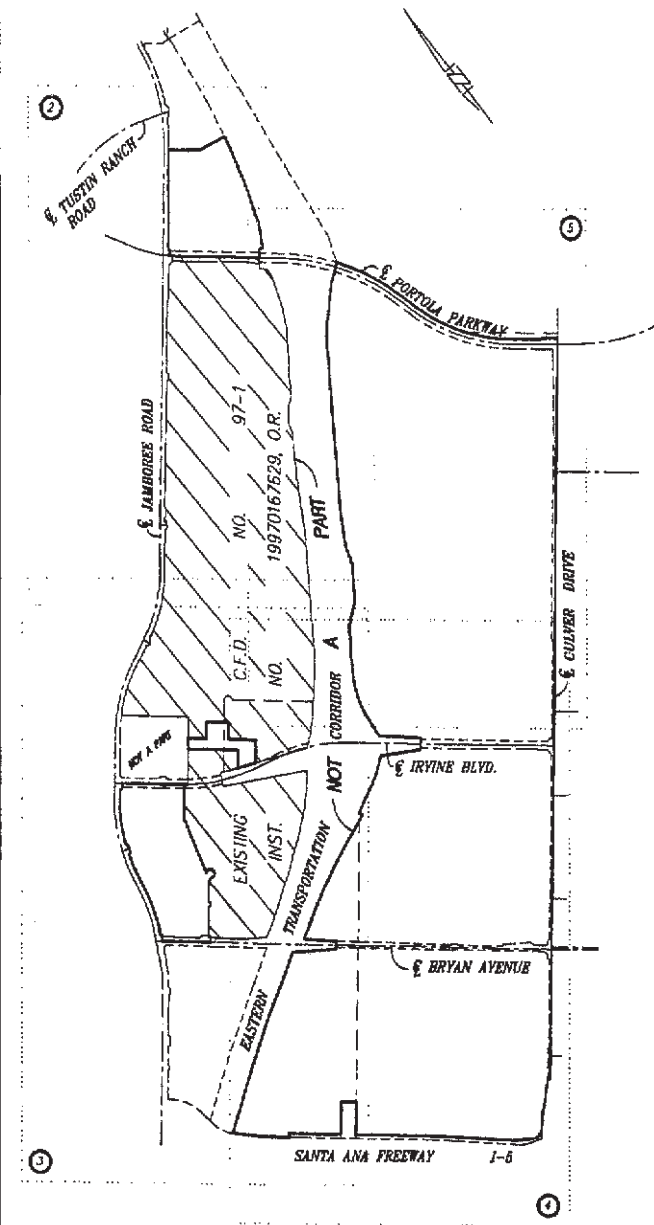 2
℄ TUSTIN RANCH
ROAD
5
℄ PORTOLA PARKWAY
℄ JAMBOREE ROAD
EXISTING C.F.D. NO. 97-1
INST. NO. 19970167629, O.R.
NOT A PART
NOT A PART
EASTERN TRANSPORTATION CORRIDOR
℄ CULVER DRIVE
℄ IRVINE BLVD.
℄ BRYAN AVENUE
SANTA ANA FREEWAY I-5
3
4